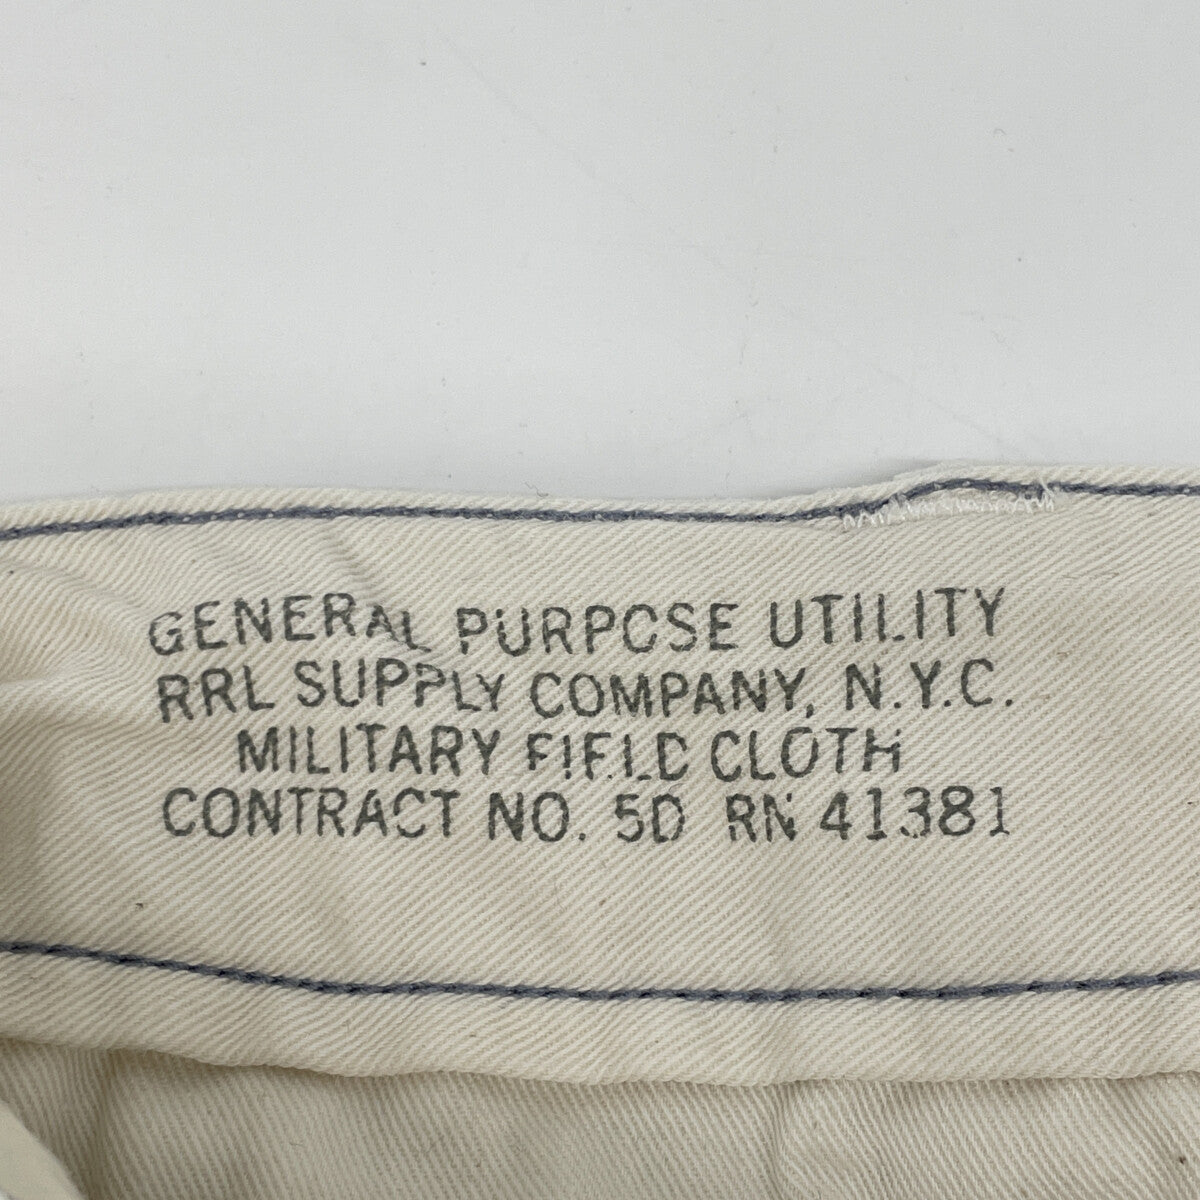 GENERAL PURPOSE UTILITY
RRL SUPPLY COMPANY, N.Y.C.
MILITARY FIELD CLOTH
CONTRACT NO. 5D RN 41381